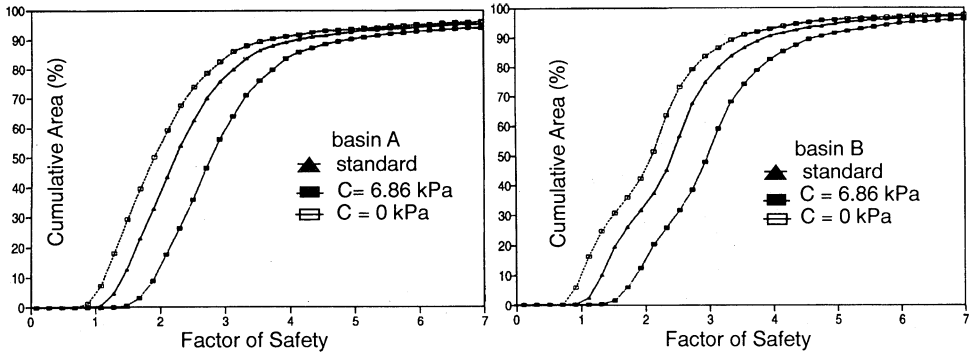 100
90
80
70
60
50
40
30
20
10
0
Cumulative Area (%)
basin A
standard
C= 6.86 kPa
C = 0 kPa
0 1 2 3 4 5 6 7
Factor of Safety
100
90
80
70
60
50
40
30
20
10
0
Cumulative Area (%)
basin B
standard
C = 6.86 kPa
C = 0 kPa
0 1 2 3 4 5 6 7
Factor of Safety